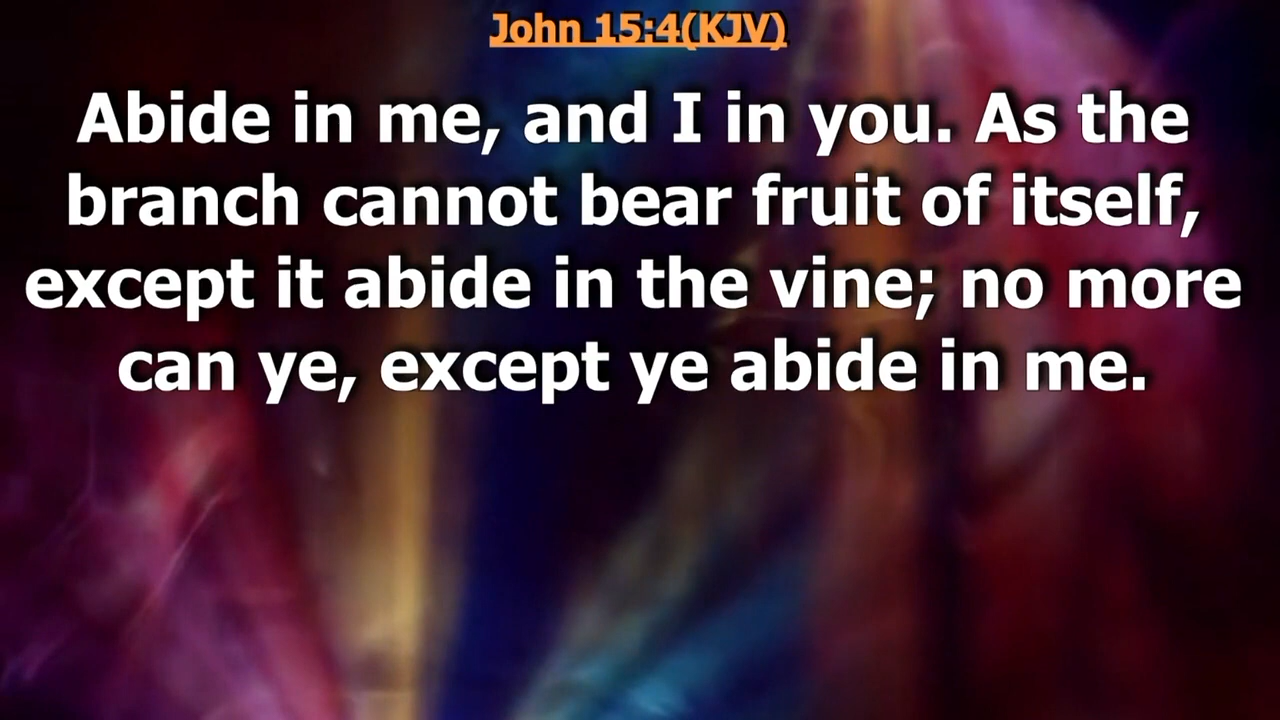 John 15:4(KJV)
Abide in me, and I in you. As the
branch cannot bear fruit of itself,
except it abide in the vine; no more
can ye, except ye abide in me.